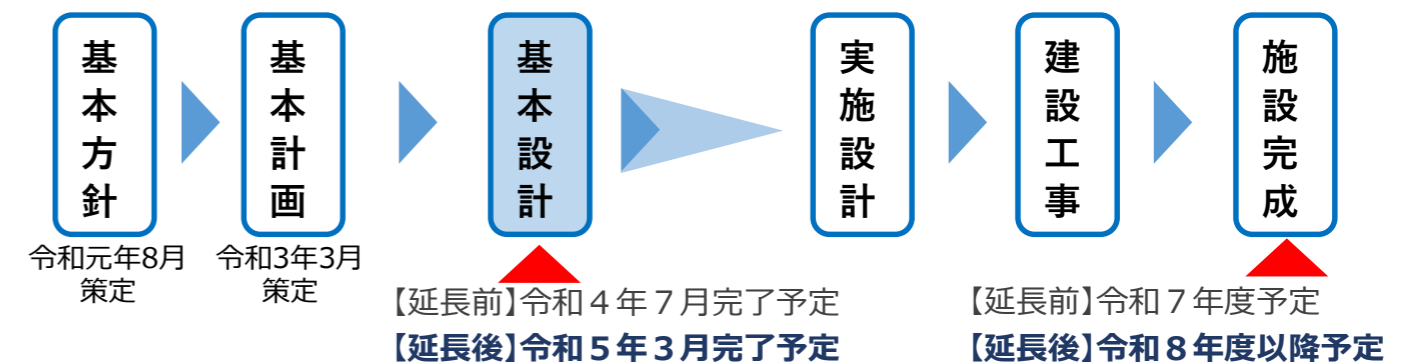 基本方針
基本計画
基本設計
実施設計
建設工事
施設完成
令和元年8月
策定
令和3年3月
策定
【延長前】令和４年７月完了予定
【延長後】令和５年３月完了予定
【延長前】令和７年度予定
【延長後】令和８年度以降予定